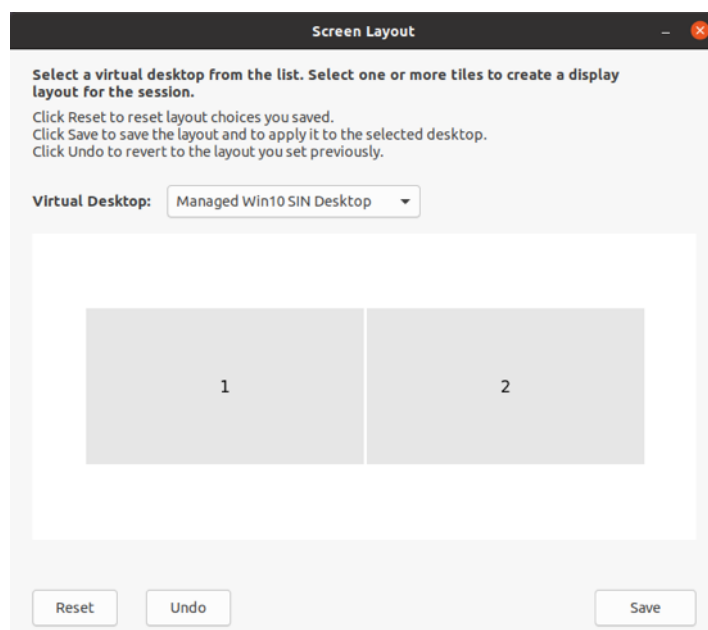 Screen Layout
Select a virtual desktop from the list. Select one or more tiles to create a display
layout for the session.
Click Reset to reset layout choices you saved.
Click Save to save the layout and to apply it to the selected desktop.
Click Undo to revert to the layout you set previously.
Virtual Desktop: Managed Win10 SIN Desktop
1 2
Reset Undo Save